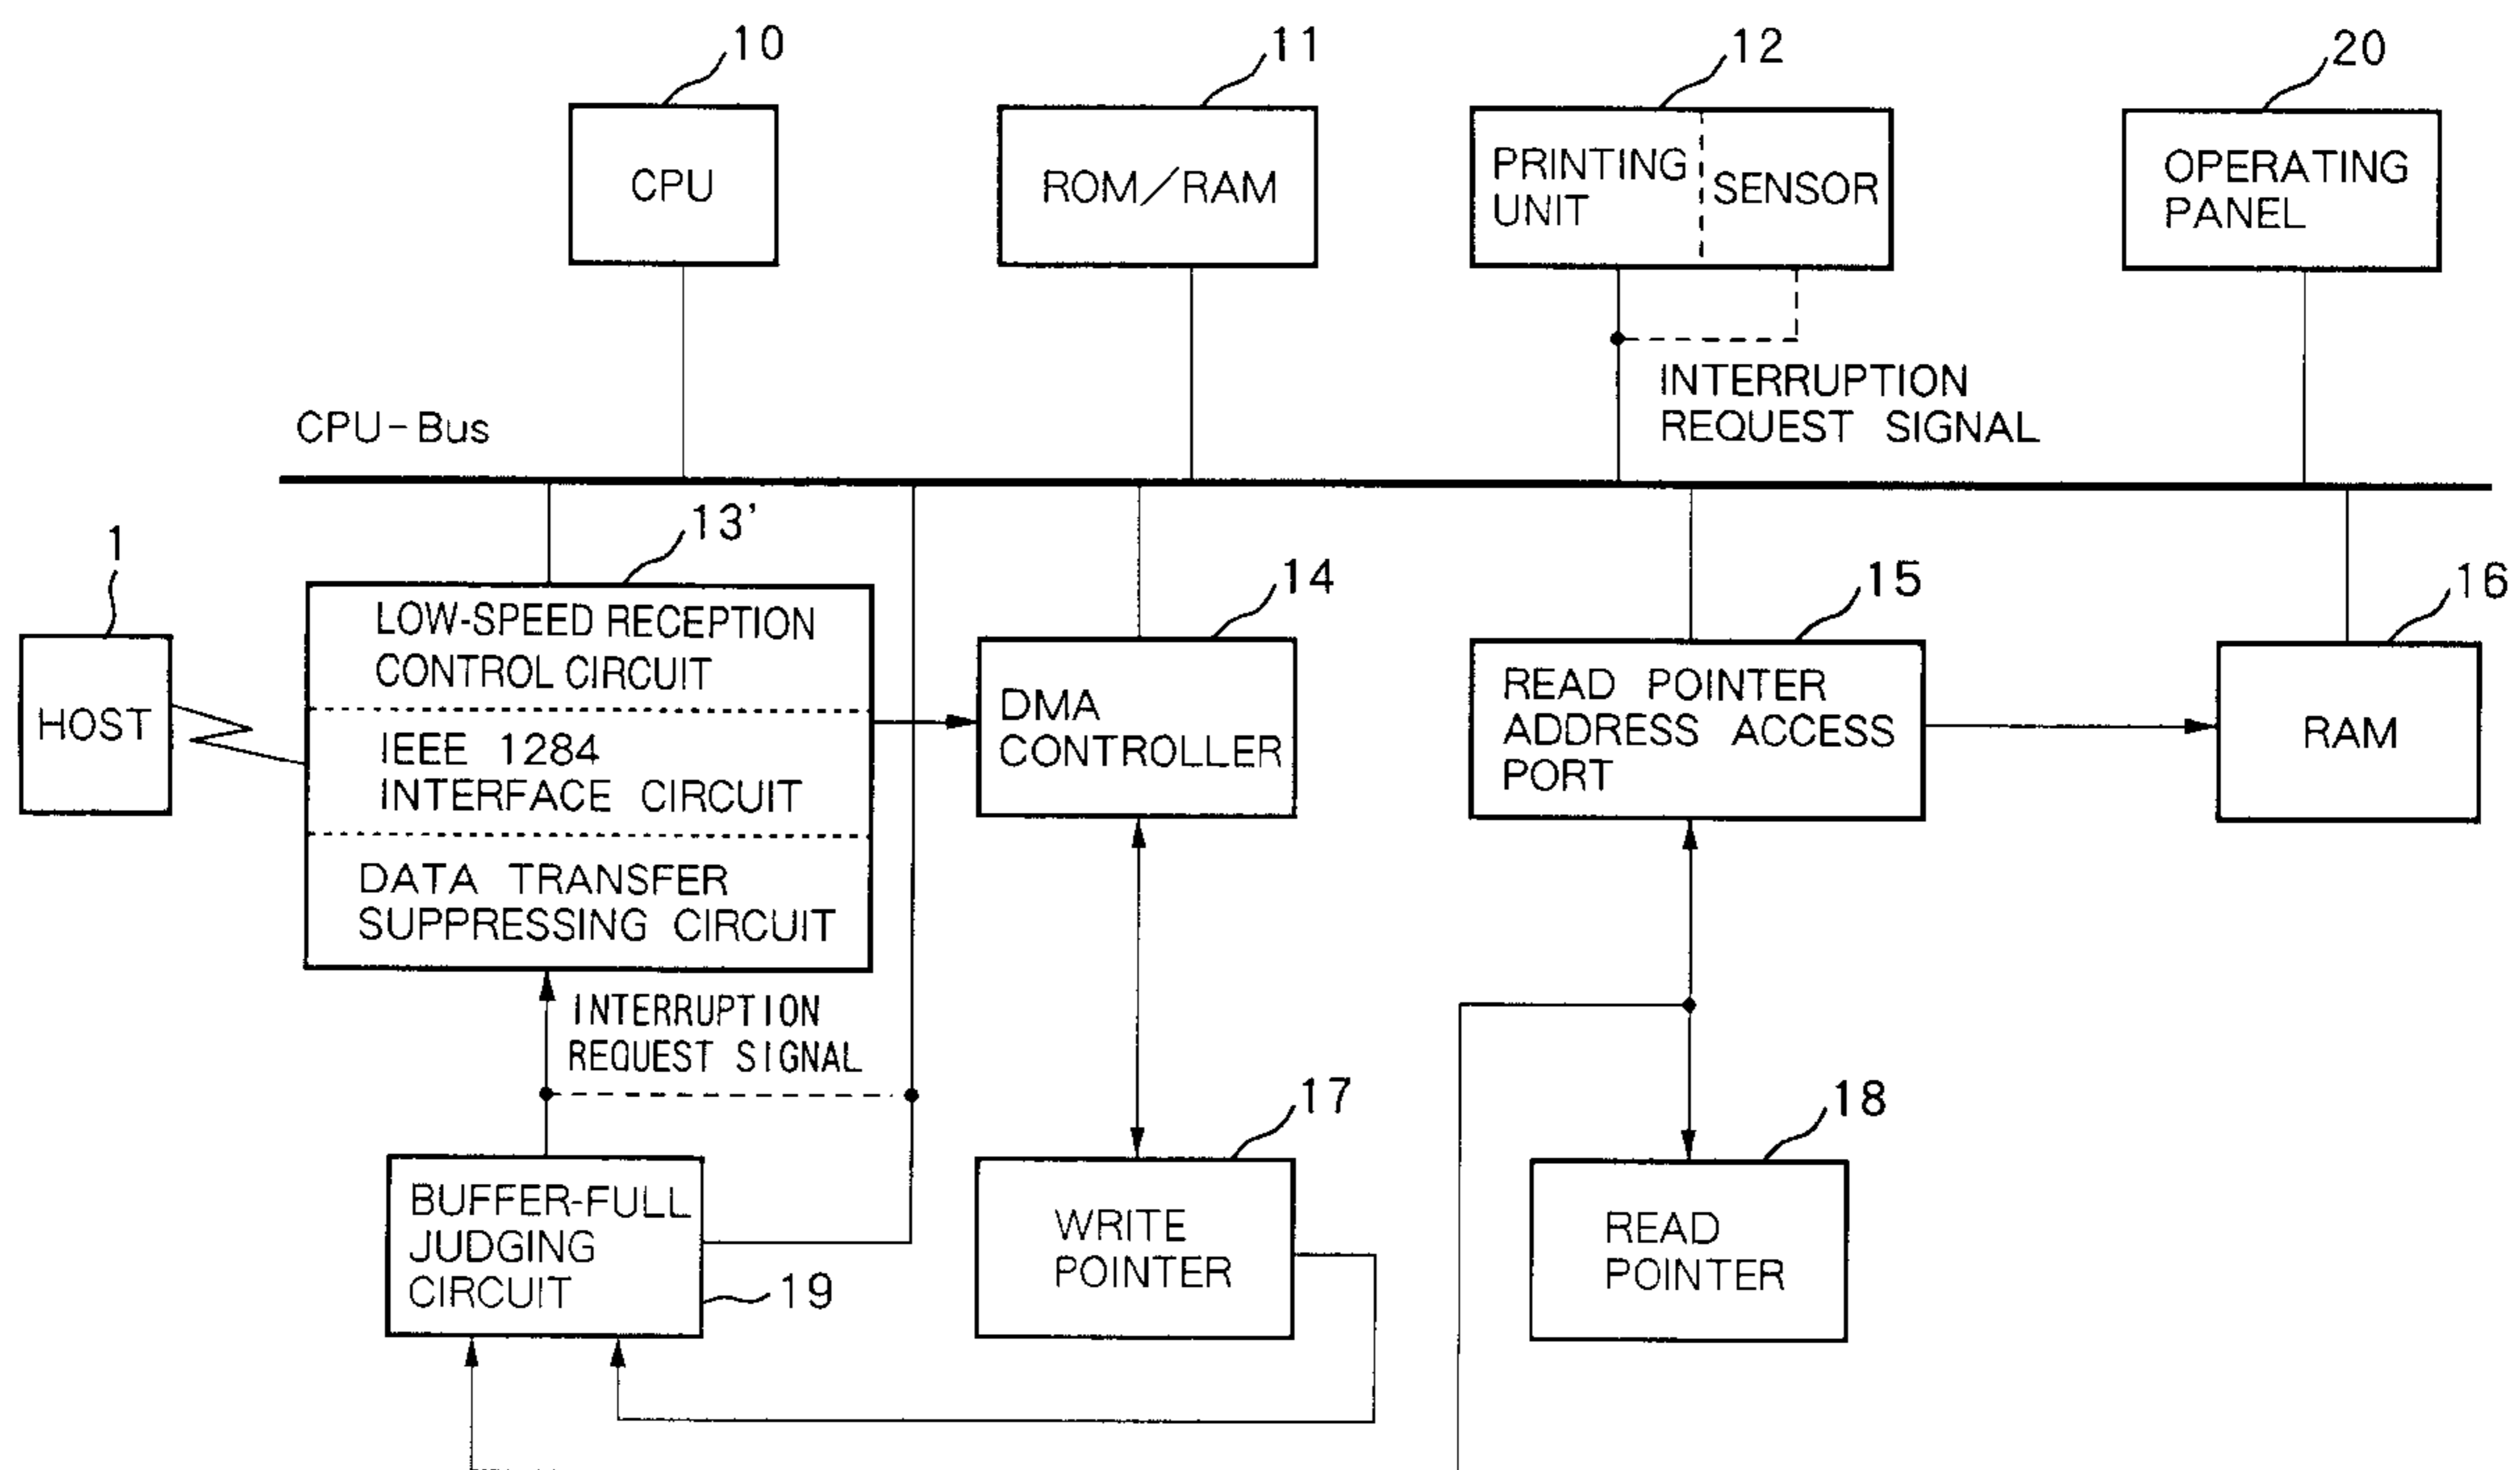 10
11
12
20
CPU
ROM/RAM
PRINTING
UNIT
SENSOR
OPERATING
PANEL
INTERRUPTION
REQUEST SIGNAL
CPU-Bus
1
13'
14
15
16
HOST
LOW-SPEED RECEPTION
CONTROL CIRCUIT
IEEE 1284
INTERFACE CIRCUIT
DATA TRANSFER
SUPPRESSING CIRCUIT
DMA
CONTROLLER
READ POINTER
ADDRESS ACCESS
PORT
RAM
INTERRUPTION
REQUEST SIGNAL
17
18
BUFFER-FULL
JUDGING
CIRCUIT
19
WRITE
POINTER
READ
POINTER